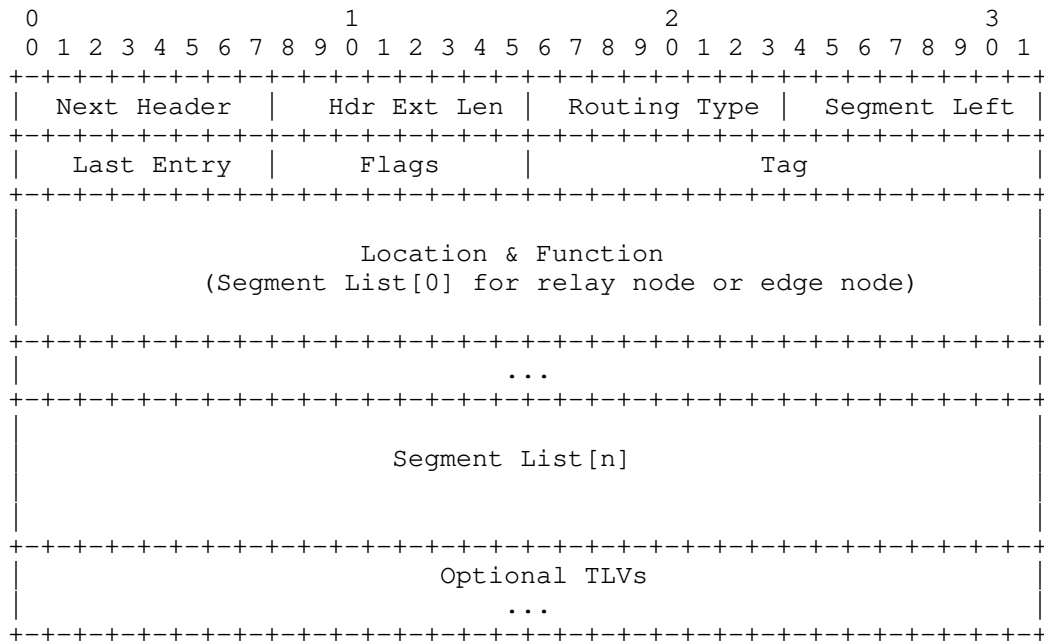 0                   1                   2                   3
 0 1 2 3 4 5 6 7 8 9 0 1 2 3 4 5 6 7 8 9 0 1 2 3 4 5 6 7 8 9 0 1
+-+-+-+-+-+-+-+-+-+-+-+-+-+-+-+-+-+-+-+-+-+-+-+-+-+-+-+-+-+-+-+-+
|  Next Header  |   Hdr Ext Len |  Routing Type |  Segment Left |
+-+-+-+-+-+-+-+-+-+-+-+-+-+-+-+-+-+-+-+-+-+-+-+-+-+-+-+-+-+-+-+-+
|   Last Entry  |     Flags     |              Tag              |
+-+-+-+-+-+-+-+-+-+-+-+-+-+-+-+-+-+-+-+-+-+-+-+-+-+-+-+-+-+-+-+-+
|                                                               |
|                     Location & Function                       |
|           (Segment List[0] for relay node or edge node)       |
|                                                               |
+-+-+-+-+-+-+-+-+-+-+-+-+-+-+-+-+-+-+-+-+-+-+-+-+-+-+-+-+-+-+-+-+
|                              ...                              |
+-+-+-+-+-+-+-+-+-+-+-+-+-+-+-+-+-+-+-+-+-+-+-+-+-+-+-+-+-+-+-+-+
|                                                               |
|                       Segment List[n]                         |
|                                                               |
|                                                               |
+-+-+-+-+-+-+-+-+-+-+-+-+-+-+-+-+-+-+-+-+-+-+-+-+-+-+-+-+-+-+-+-+
|                          Optional TLVs                        |
|                              ...                              |
+-+-+-+-+-+-+-+-+-+-+-+-+-+-+-+-+-+-+-+-+-+-+-+-+-+-+-+-+-+-+-+-+